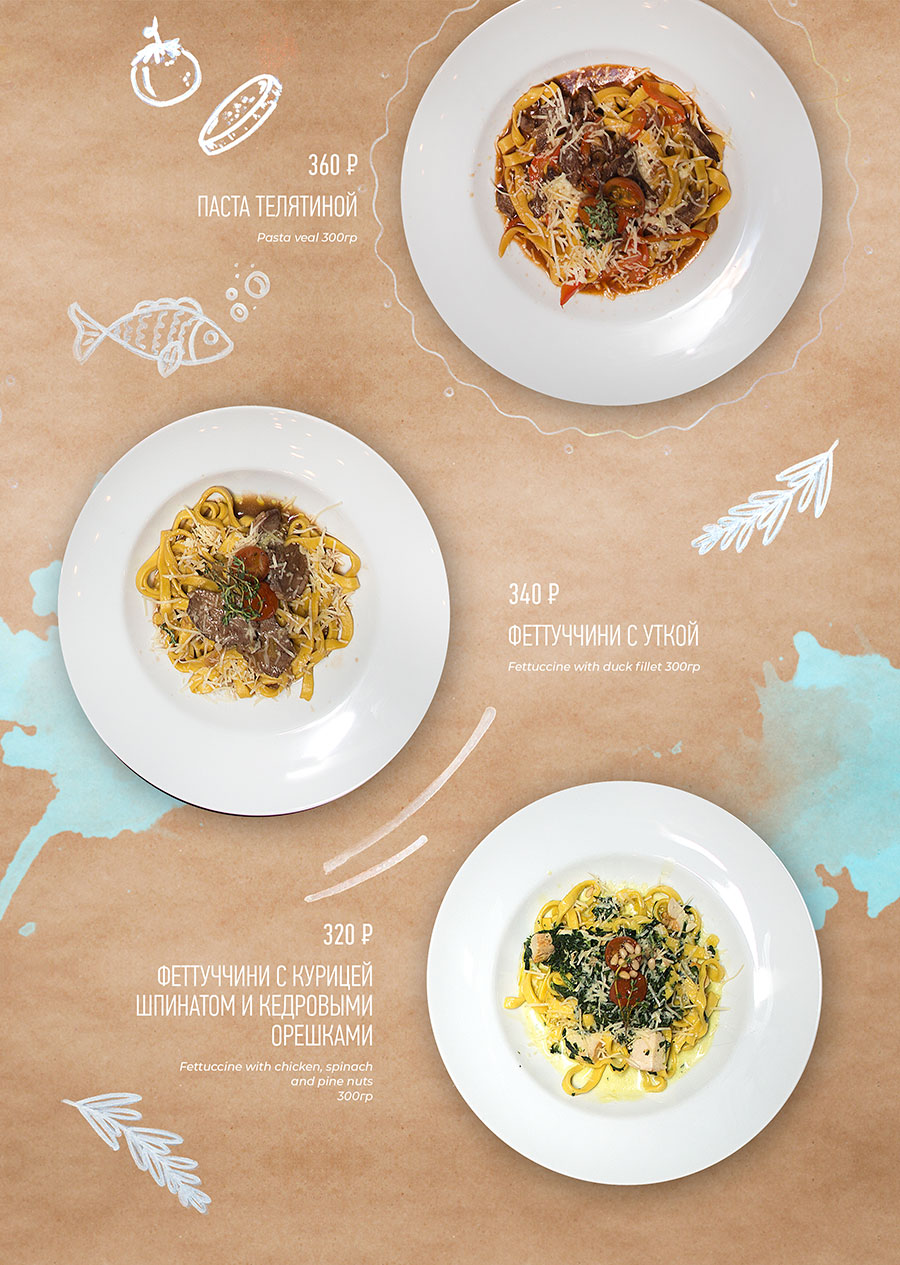 360 ₽
ПАСТА ТЕЛЯТИНОЙ
Pasta veal 300гр
340 ₽
ФЕТТУЧЧИНИ С УТКОЙ
Fettuccine with duck fillet 300гр
320 ₽
ФЕТТУЧЧИНИ С КУРИЦЕЙ
ШПИНАТОМ И КЕДРОВЫМИ
ОРЕШКАМИ
Fettuccine with chicken, spinach
and pine nuts
300гр